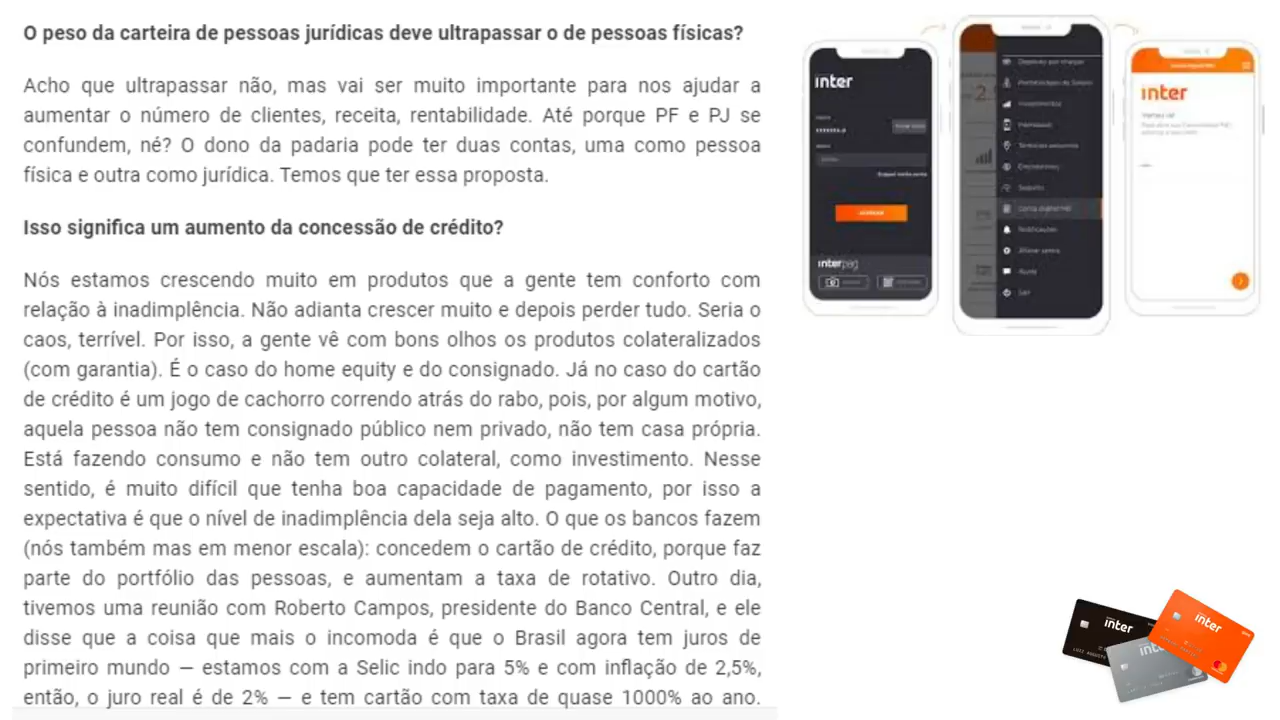 O peso da carteira de pessoas jurídicas deve ultrapassar o de pessoas físicas?
Acho que ultrapassar não, mas vai ser muito importante para nos ajudar a
aumentar o número de clientes, receita, rentabilidade. Até porque PF e PJ se
confundem, né? O dono da padaria pode ter duas contas, uma como pessoa
física e outra como jurídica. Temos que ter essa proposta.
Isso significa um aumento da concessão de crédito?
Nós estamos crescendo muito em produtos que a gente tem conforto com
relação à inadimplência. Não adianta crescer muito e depois perder tudo. Seria o
caos, terrível. Por isso, a gente vê com bons olhos os produtos colateralizados
(com garantia). É o caso do home equity e do consignado. Já no caso do cartão
de crédito é um jogo de cachorro correndo atrás do rabo, pois, por algum motivo,
aquela pessoa não tem consignado público nem privado, não tem casa própria.
Está fazendo consumo e não tem outro colateral, como investimento. Nesse
sentido, é muito difícil que tenha boa capacidade de pagamento, por isso a
expectativa é que o nível de inadimplência dela seja alto. O que os bancos fazem
(nós também mas em menor escala): concedem o cartão de crédito, porque faz
parte do portfólio das pessoas, e aumentam a taxa de rotativo. Outro dia,
tivemos uma reunião com Roberto Campos, presidente do Banco Central, e ele
disse que a coisa que mais o incomoda é que o Brasil agora tem juros de
primeiro mundo — estamos com a Selic indo para 5% e com inflação de 2,5%,
então, o juro real é de 2% — e tem cartão com taxa de quase 1000% ao ano.
inter
interpag
Depósito por cheque
Investimentos
Notificações
Ajuda
Sair
inter
inter
inter